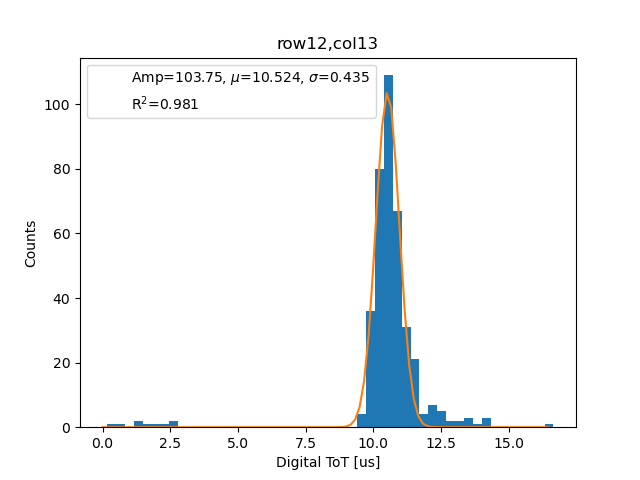 row12,col13
Amp=103.75, μ=10.524, σ=0.435
R²=0.981
Counts
100
80
60
40
20
0
0.0 2.5 5.0 7.5 10.0 12.5 15.0
Digital ToT [us]